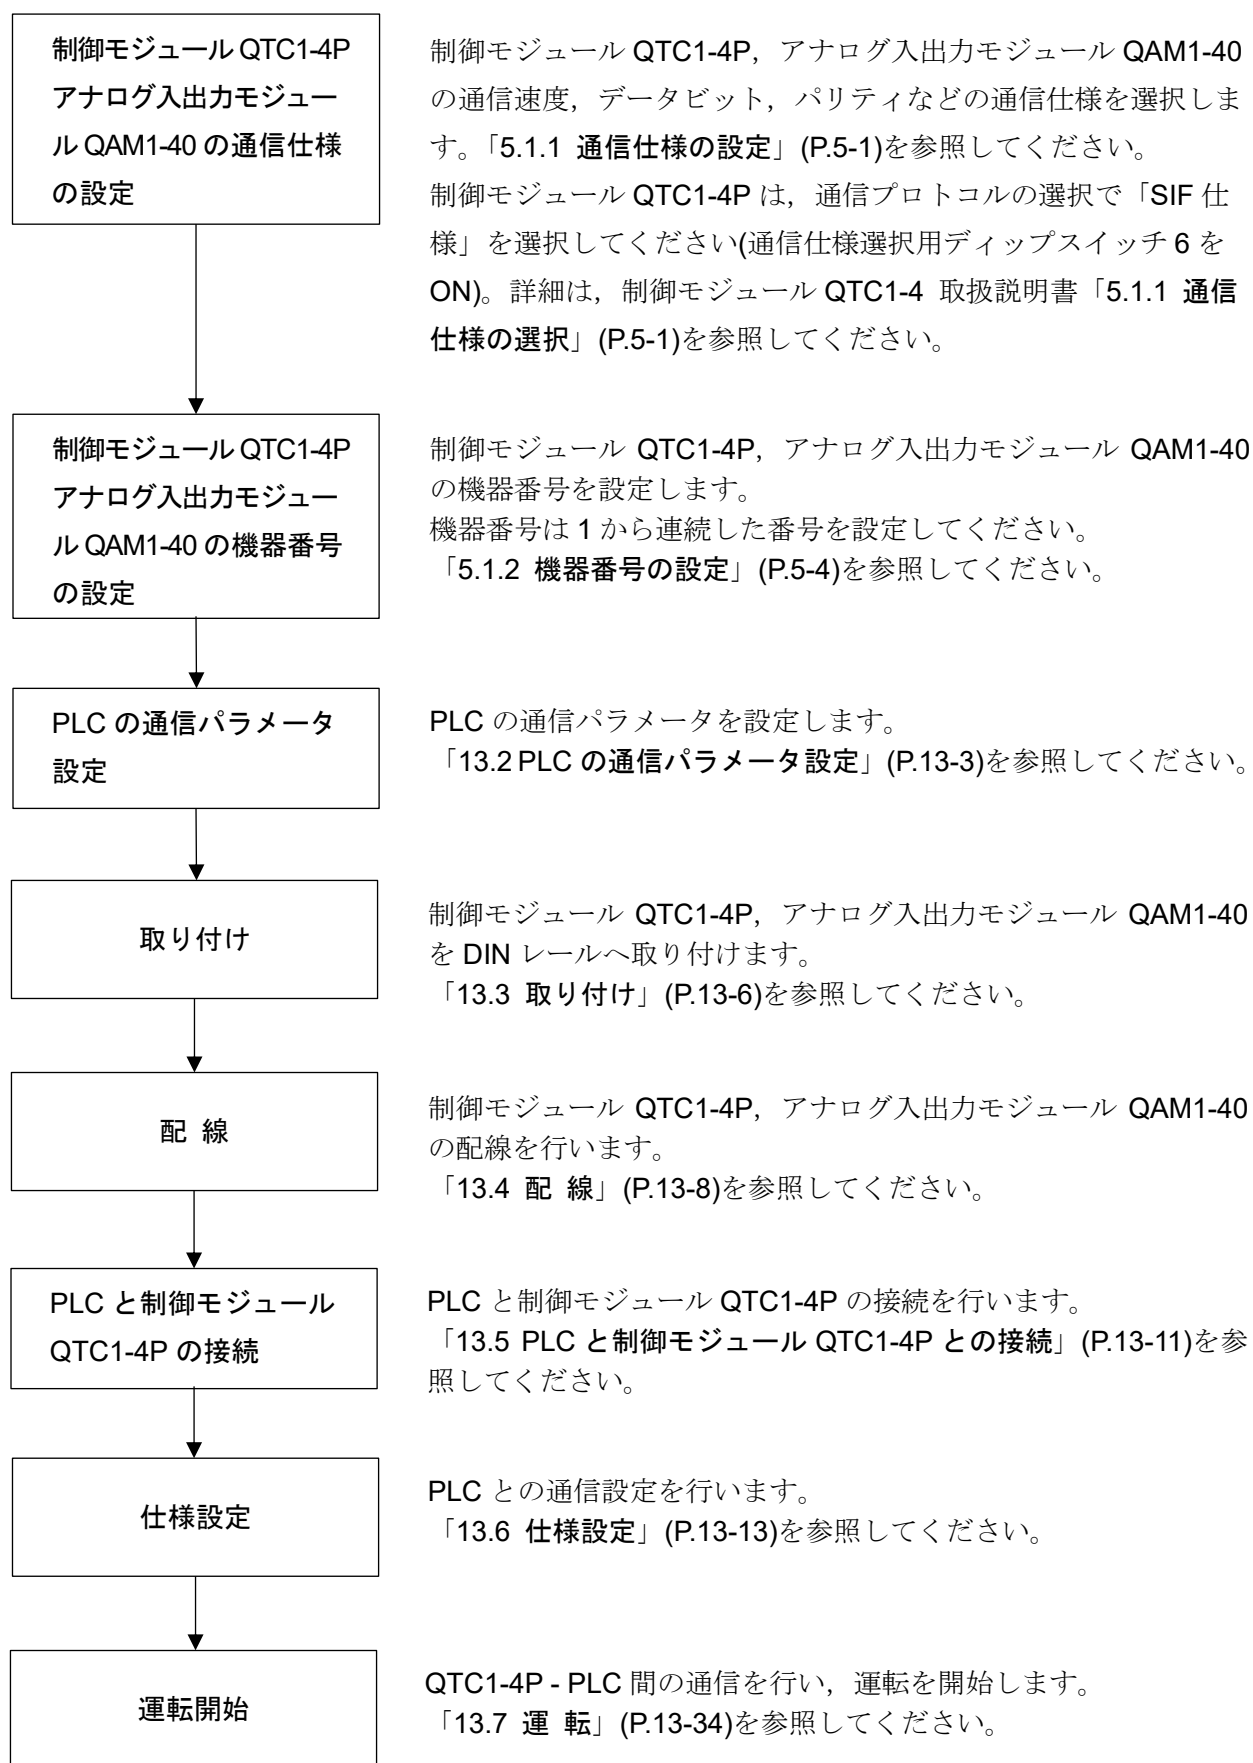 制御モジュール QTC1-4P
アナログ入出力モジュー
ル QAM1-40 の通信仕様
の設定
制御モジュール QTC1-4P，アナログ入出力モジュール QAM1-40
の通信速度，データビット，パリティなどの通信仕様を選択しま
す。「5.1.1 通信仕様の設定」(P.5-1)を参照してください。
制御モジュール QTC1-4P は，通信プロトコルの選択で「SIF 仕
様」を選択してください(通信仕様選択用ディップスイッチ 6 を
ON)。詳細は，制御モジュール QTC1-4 取扱説明書「5.1.1 通信
仕様の選択」(P.5-1)を参照してください。
制御モジュール QTC1-4P
アナログ入出力モジュー
ル QAM1-40 の機器番号
の設定
制御モジュール QTC1-4P，アナログ入出力モジュール QAM1-40
の機器番号を設定します。
機器番号は 1 から連続した番号を設定してください。
「5.1.2 機器番号の設定」(P.5-4)を参照してください。
PLC の通信パラメータ
設定
PLC の通信パラメータを設定します。
「13.2 PLC の通信パラメータ設定」(P.13-3)を参照してください。
取り付け
制御モジュール QTC1-4P，アナログ入出力モジュール QAM1-40
を DIN レールへ取り付けます。
「13.3 取り付け」(P.13-6)を参照してください。
配 線
制御モジュール QTC1-4P，アナログ入出力モジュール QAM1-40
の配線を行います。
「13.4 配 線」(P.13-8)を参照してください。
PLC と制御モジュール
QTC1-4P の接続
PLC と制御モジュール QTC1-4P の接続を行います。
「13.5 PLC と制御モジュール QTC1-4P との接続」(P.13-11)を参
照してください。
仕様設定
PLC との通信設定を行います。
「13.6 仕様設定」(P.13-13)を参照してください。
運転開始
QTC1-4P - PLC 間の通信を行い，運転を開始します。
「13.7 運 転」(P.13-34)を参照してください。